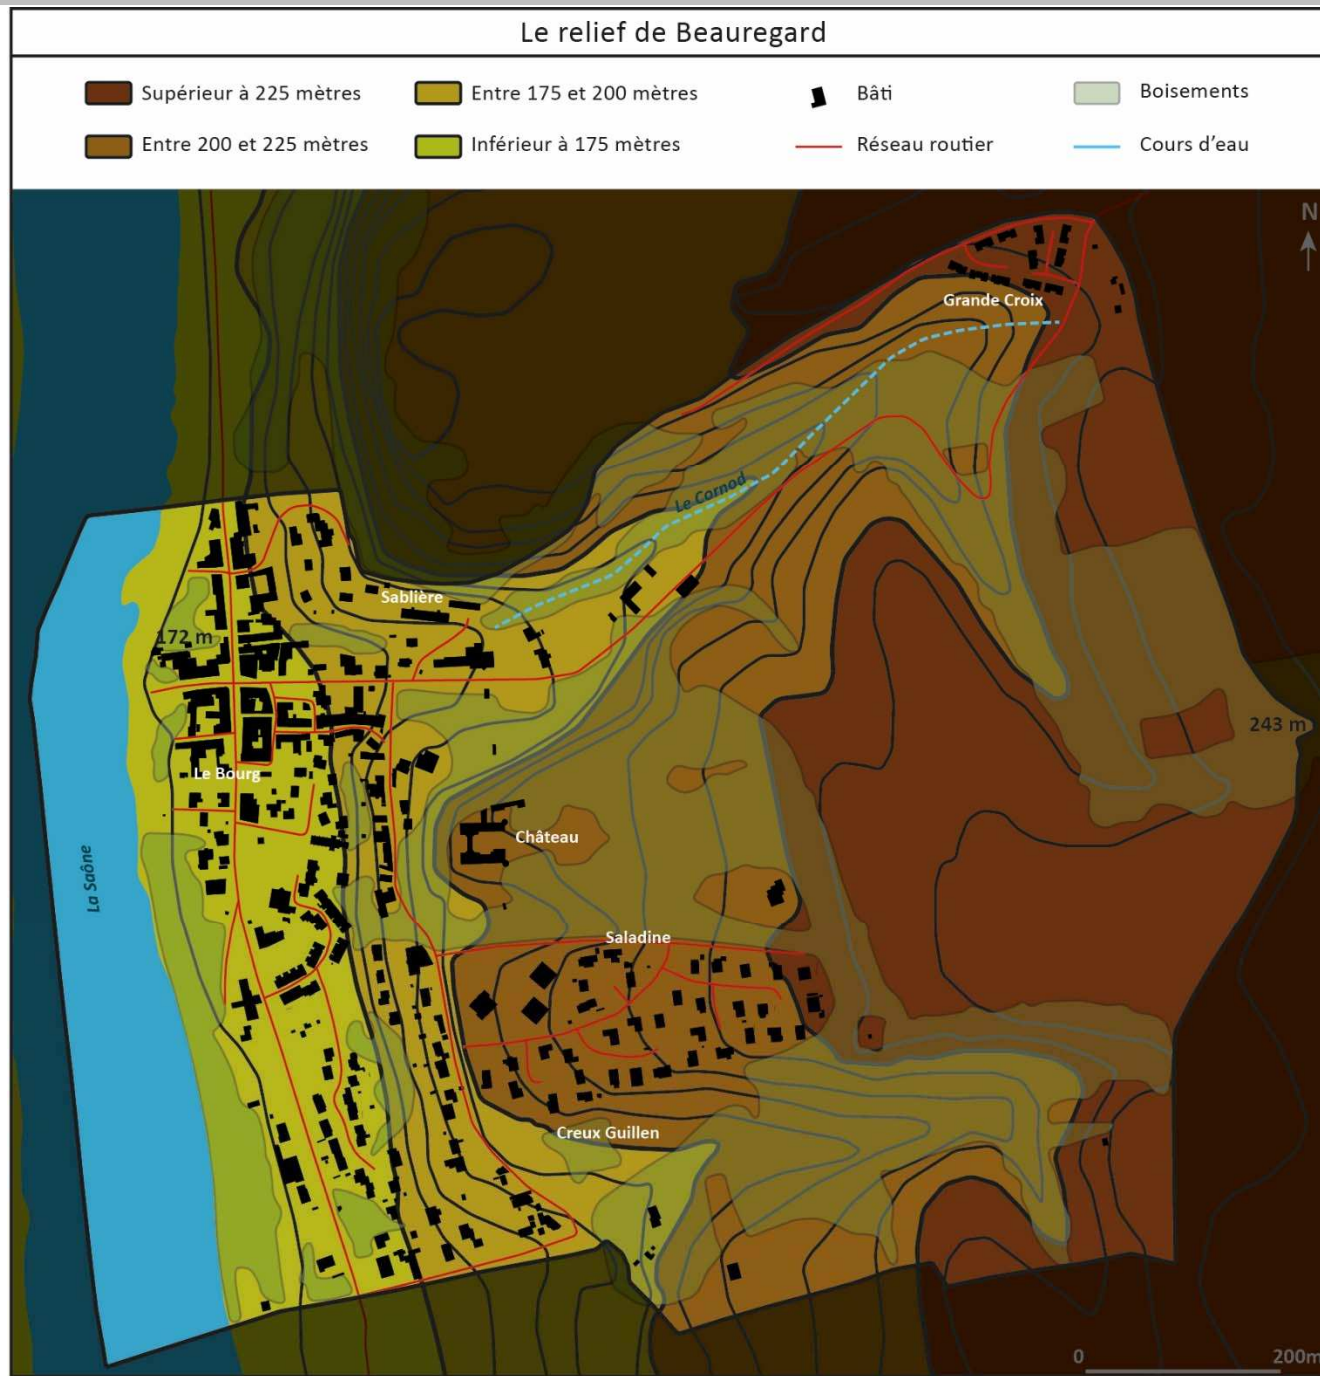 Le relief de Beauregard
Supérieur à 225 mètres
Entre 175 et 200 mètres
Bâti
Boisements
Entre 200 et 225 mètres
Inférieur à 175 mètres
Réseau routier
Cours d'eau
N
Grande Croix
Le Cornod
Sablière
172 m
243 m
Le Bourg
Château
La Saône
Saladine
Creux Guillen
0 200m